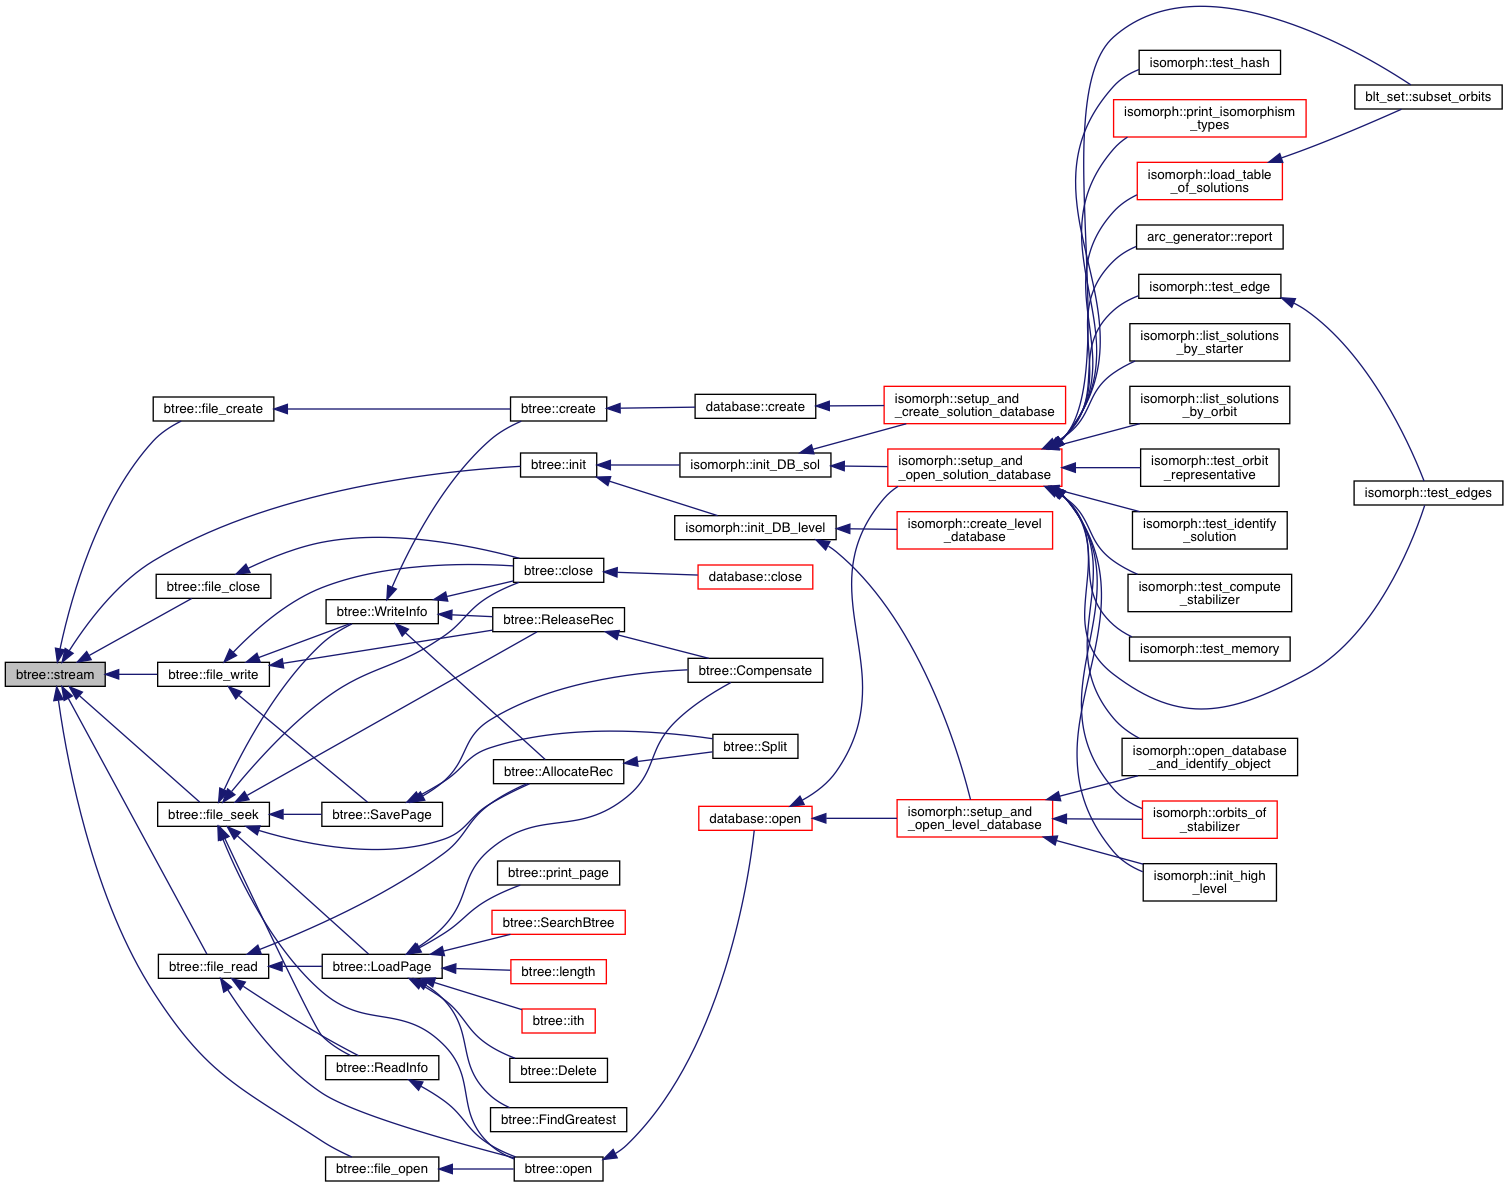 btree::stream
btree::file_create
btree::file_close
btree::file_write
btree::file_seek
btree::file_read
btree::WriteInfo
btree::SavePage
btree::LoadPage
btree::ReadInfo
btree::file_open
btree::create
btree::init
btree::close
btree::ReleaseRec
btree::AllocateRec
btree::print_page
btree::SearchBtree
btree::length
btree::ith
btree::Delete
btree::FindGreatest
btree::open
database::create
isomorph::init_DB_sol
isomorph::init_DB_level
database::close
btree::Compensate
btree::Split
database::open
isomorph::setup_and
_create_solution_database
isomorph::setup_and
_open_solution_database
isomorph::create_level
_database
isomorph::setup_and
_open_level_database
isomorph::test_hash
isomorph::print_isomorphism
_types
isomorph::load_table
_of_solutions
arc_generator::report
isomorph::test_edge
isomorph::list_solutions
_by_starter
isomorph::list_solutions
_by_orbit
isomorph::test_orbit
_representative
isomorph::test_identify
_solution
isomorph::test_compute
_stabilizer
isomorph::test_memory
isomorph::open_database
_and_identify_object
isomorph::orbits_of
_stabilizer
isomorph::init_high
_level
blt_set::subset_orbits
isomorph::test_edges